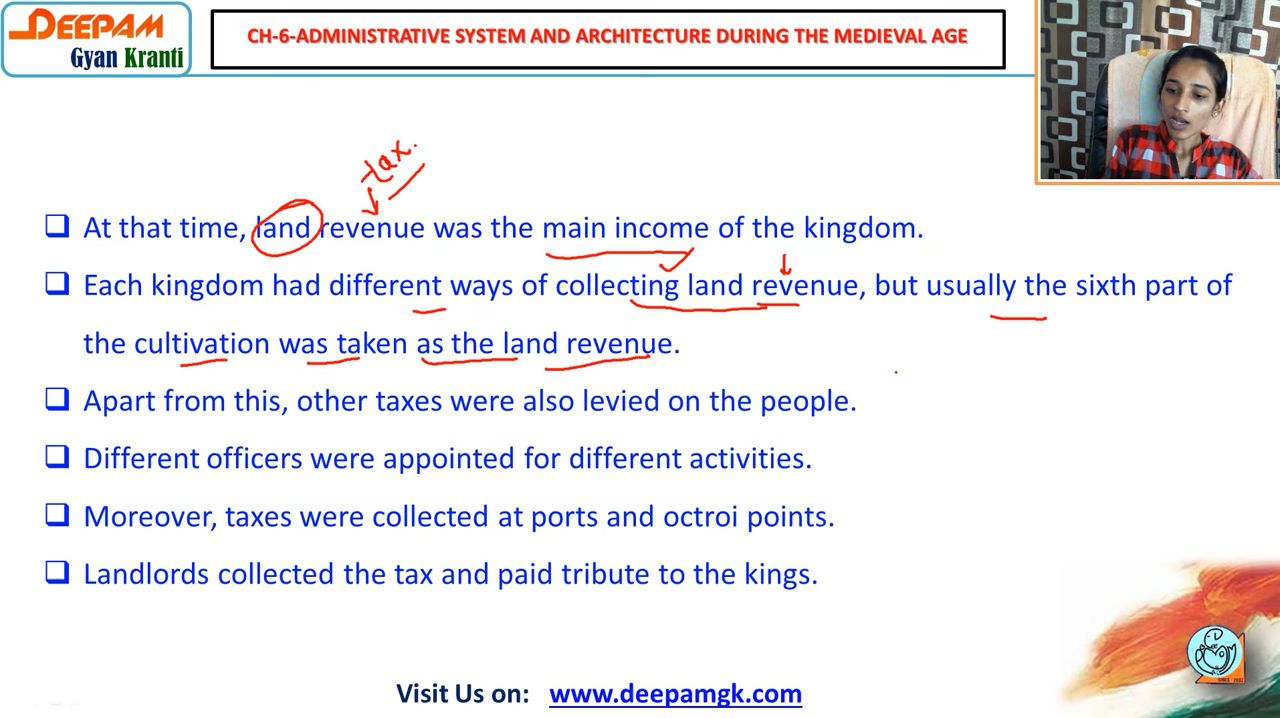 DEEPAM
Gyan Kranti
CH-6-ADMINISTRATIVE SYSTEM AND ARCHITECTURE DURING THE MEDIEVAL AGE
tax.
At that time, land revenue was the main income of the kingdom.
Each kingdom had different ways of collecting land revenue, but usually the sixth part of
the cultivation was taken as the land revenue.
Apart from this, other taxes were also levied on the people.
Different officers were appointed for different activities.
Moreover, taxes were collected at ports and octroi points.
Landlords collected the tax and paid tribute to the kings.
Visit Us on: www.deepamgk.com